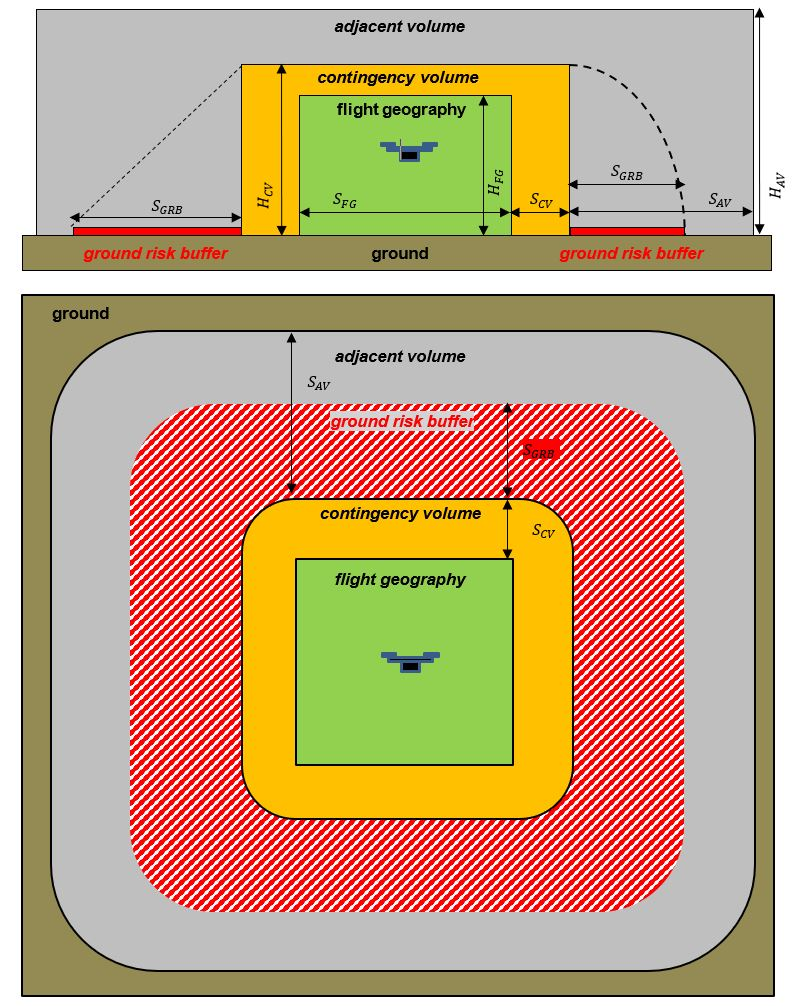 adjacent volume
contingency volume
flight geography
H_CV
H_FG
H_AV
S_GRB
S_FG
S_CV
S_GRB
S_AV
ground risk buffer
ground
ground risk buffer
ground
adjacent volume
S_AV
ground risk buffer
S_GRB
contingency volume
S_CV
flight geography